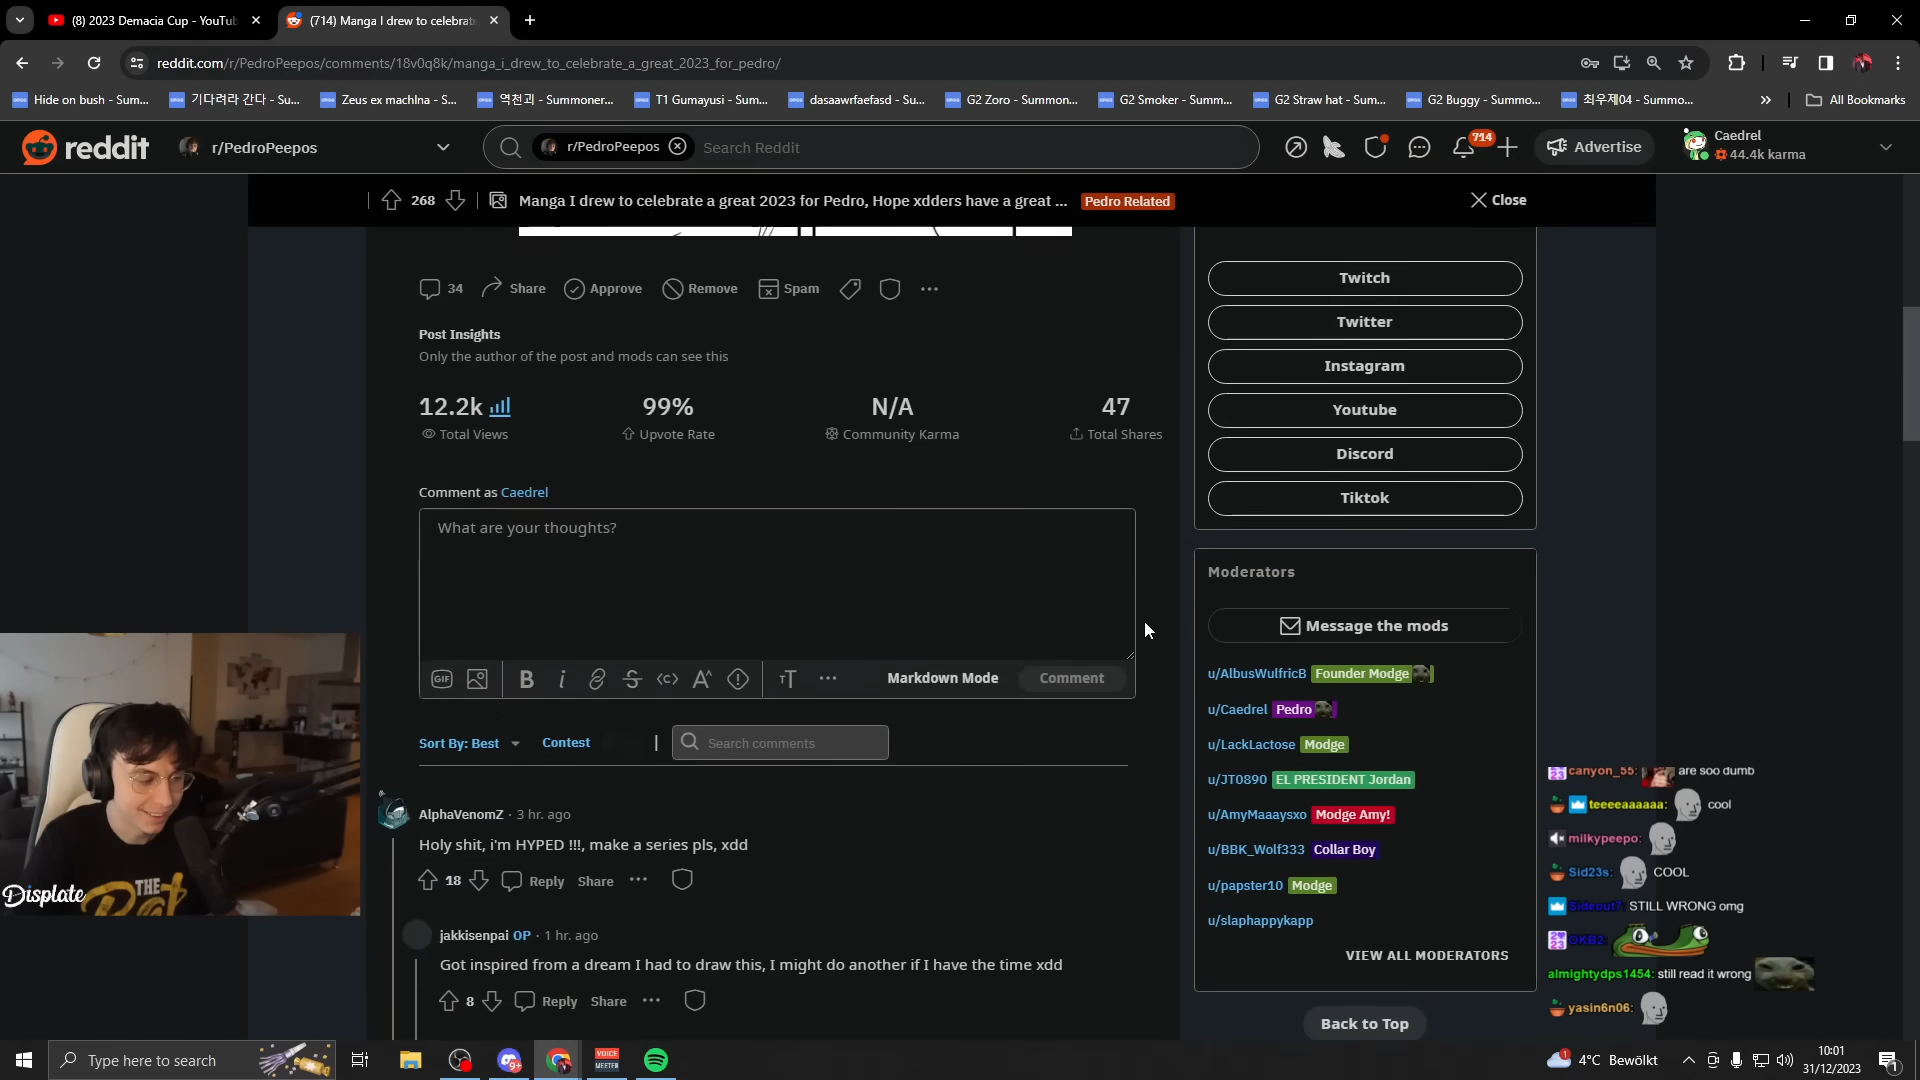 (8) 2023 Demacia Cup - YouTub
(714) Manga I drew to celebrate
reddit.com/r/PedroPeepos/comments/18v0q8k/manga_i_drew_to_celebrate_a_great_2023_for_pedro/
Hide on bush - Sum...
기다려라 간다 - Su...
Zeus ex machIna - S...
역천괴 - Summoner...
T1 Gumayusi - Sum...
dasaawrfaefasd - Su...
G2 Zoro - Summon...
G2 Smoker - Summ...
G2 Straw hat - Sum...
G2 Buggy - Summo...
최우제04 - Summo...
All Bookmarks
reddit
r/PedroPeepos
r/PedroPeepos
Search Reddit
714
Advertise
Caedrel
44.4k karma
268
Manga I drew to celebrate a great 2023 for Pedro, Hope xdders have a great ...
Pedro Related
Close
34
Share
Approve
Remove
Spam
Post Insights
Only the author of the post and mods can see this
12.2k
Total Views
99%
Upvote Rate
N/A
Community Karma
47
Total Shares
Comment as Caedrel
What are your thoughts?
GIF
B
i
Markdown Mode
Comment
Sort By: Best
Contest
Search comments
AlphaVenomZ · 3 hr. ago
Holy shit, i'm HYPED !!!, make a series pls, xdd
18
Reply
Share
jakkisenpai OP · 1 hr. ago
Got inspired from a dream I had to draw this, I might do another if I have the time xdd
8
Reply
Share
Twitch
Twitter
Instagram
Youtube
Discord
Tiktok
Moderators
Message the mods
u/AlbusWulfricB Founder Modge
u/Caedrel Pedro
u/LackLactose Modge
u/JT0890 EL PRESIDENT Jordan
u/AmyMaaaysxo Modge Amy!
u/BBK_Wolf333 Collar Boy
u/papster10 Modge
u/slaphappykapp
VIEW ALL MODERATORS
Back to Top
canyon_55: are soo dumb
teeeeaaaaaa: cool
milkypeepo:
Sid23s: COOL
Sideout7: STILL WRONG omg
OKB2:
almightydps1454: still read it wrong
yasin6n06:
Displate
THE
Type here to search
9+
VOICE
MEETER
1
4°C Bewölkt
10:01
31/12/2023
1